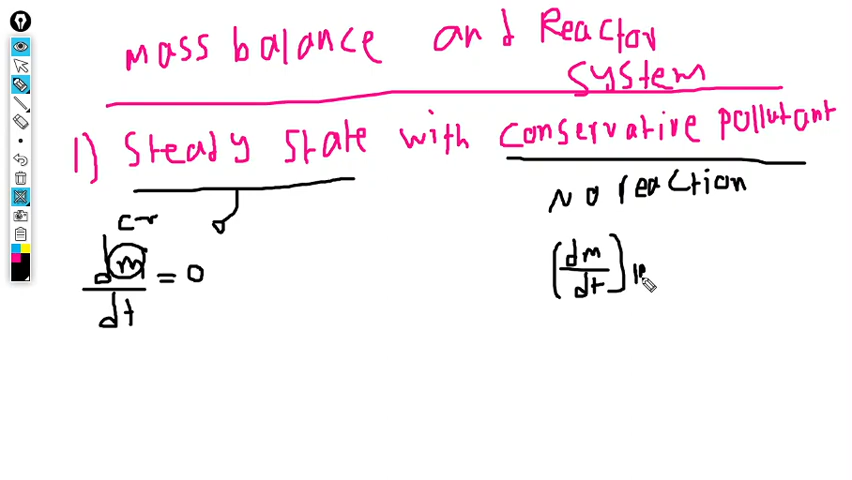 mass balance and Reactor
System
1) Steady state with conservative pollutant
No reaction
dm/dt = 0
(dm/dt)